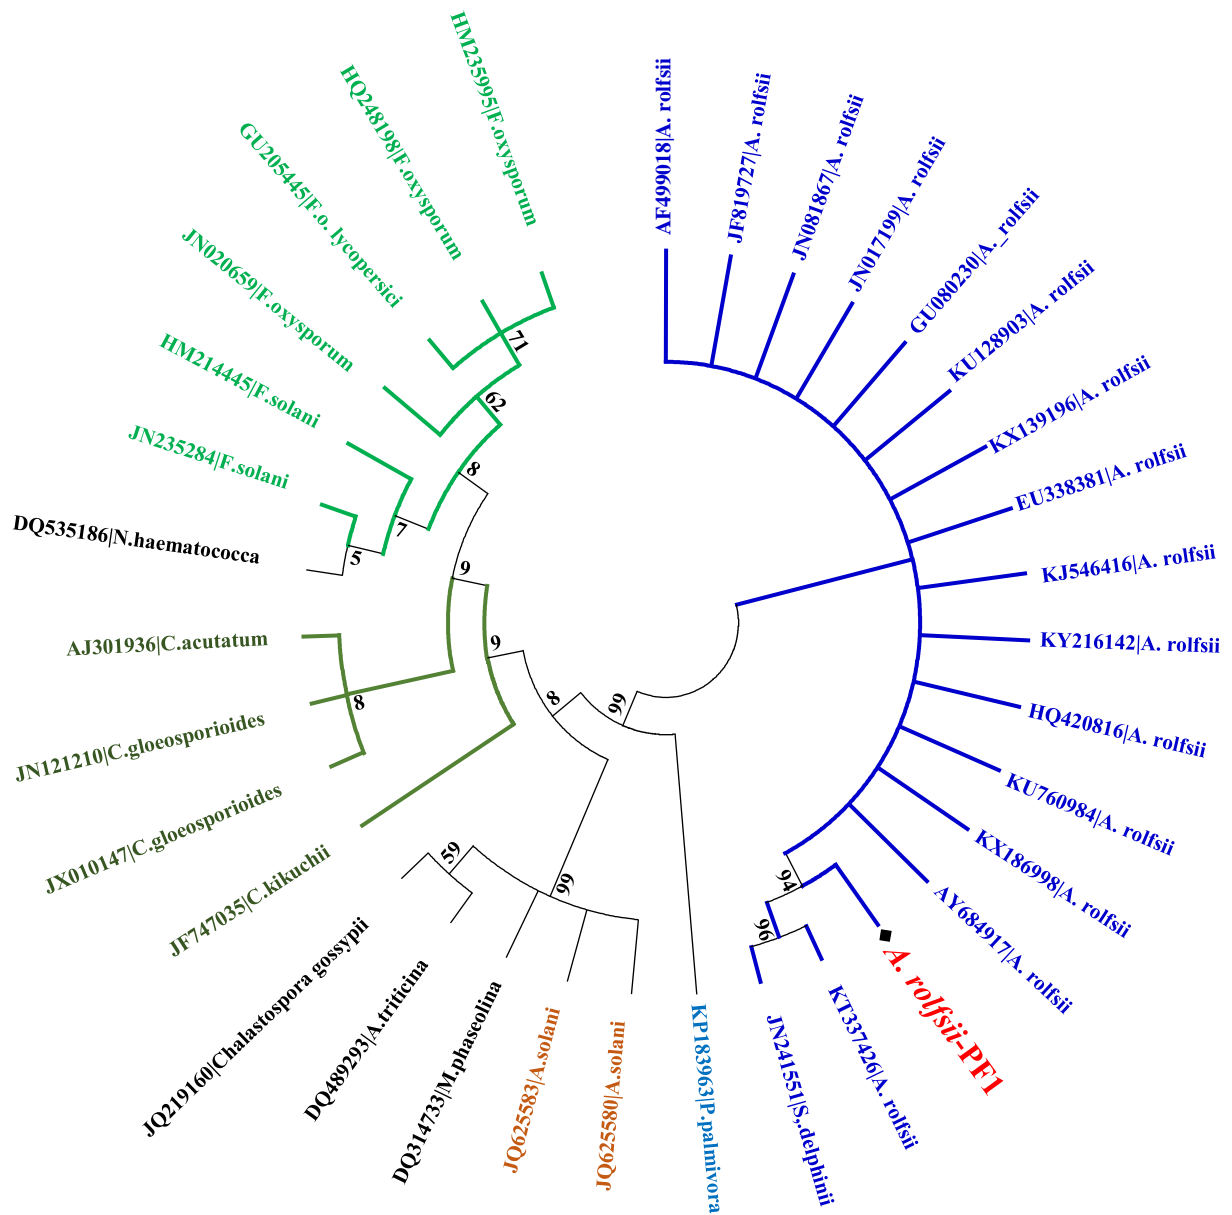 AF499018|A. rolfsii
JF819727|A. rolfsii
JN081867|A. rolfsii
JN017199|A. rolfsii
GU080230|A._rolfsii
KU128903|A. rolfsii
KX139196|A. rolfsii
EU338381|A. rolfsii
KJ546416|A. rolfsii
KY216142|A. rolfsii
HQ420816|A. rolfsii
KU760984|A. rolfsii
KX186998|A. rolfsii
AY684917|A. rolfsii
A. rolfsii-PF1
KT337426|A. rolfsii
JN241551|S,.delphinii
KP183963|P.palmivora
JQ625580|A.solani
JQ625583|A.solani
DQ314733|M.phaseolina
DQ489293|A.triticina
JQ219160|Chalastospora gossypii
JF747035|C.kikuchii
JX010147|C.gloeosporioides
JN121210|C.gloeosporioides
AJ301936|C.acutatum
DQ535186|N.haematococca
JN235284|F.solani
HM214445|F.solani
JN020659|F.oxysporum
GU205445|F.o. lycopersici
HQ248198|F.oxysporum
HM235995|F.oxysporum
71
62
8
7
5
9
8
9
8
99
99
59
94
96